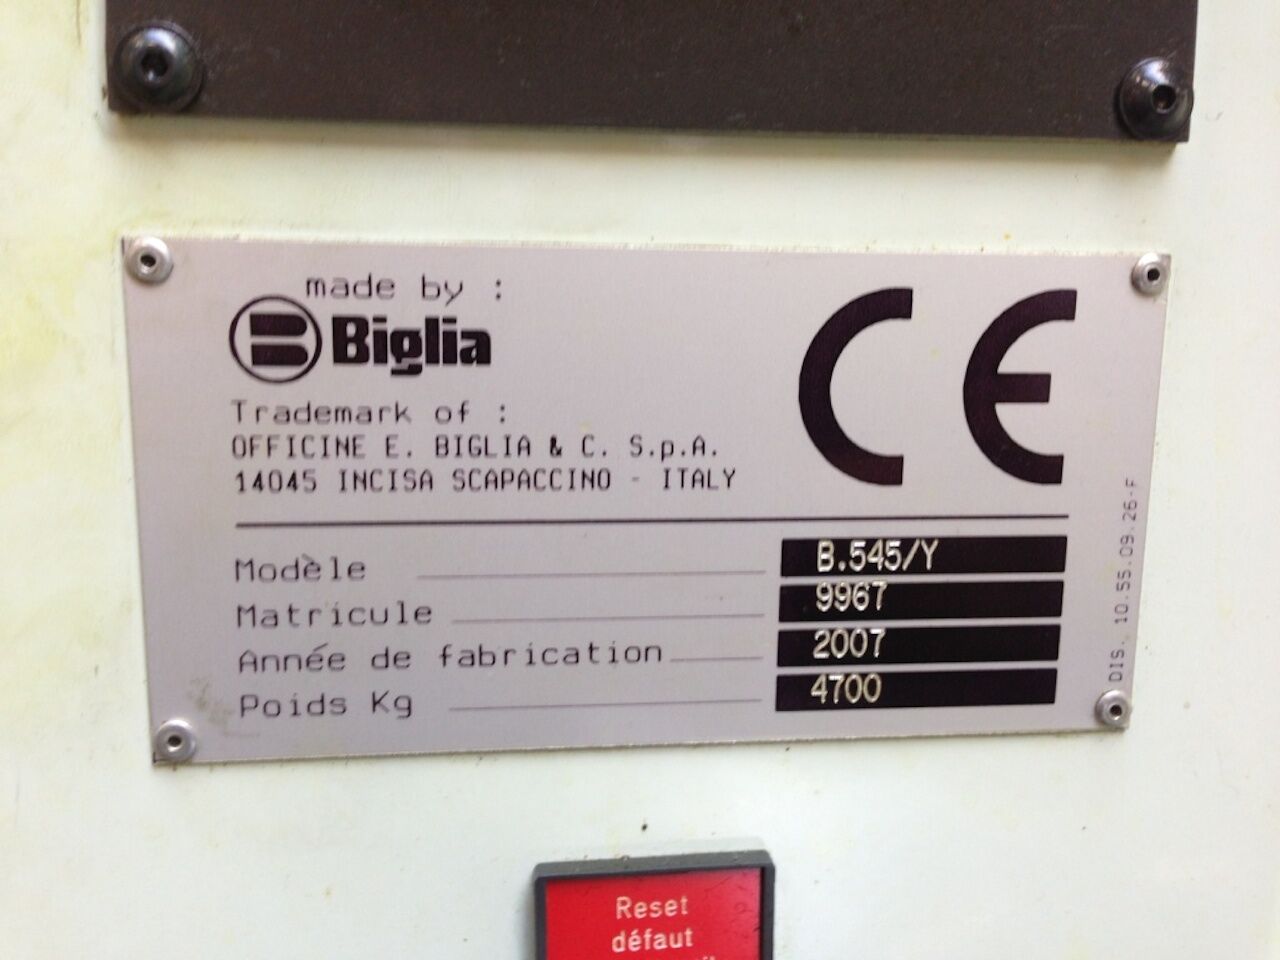 made by :
Biglia
Trademark of :
OFFICINE E. BIGLIA & C. S.p.A.
14045 INCISA SCAPACCINO - ITALY
CE
Modèle B.545/Y
Matricule 9967
Année de fabrication 2007
Poids Kg 4700
DIS. 10.55.09.26-F
Reset
défaut